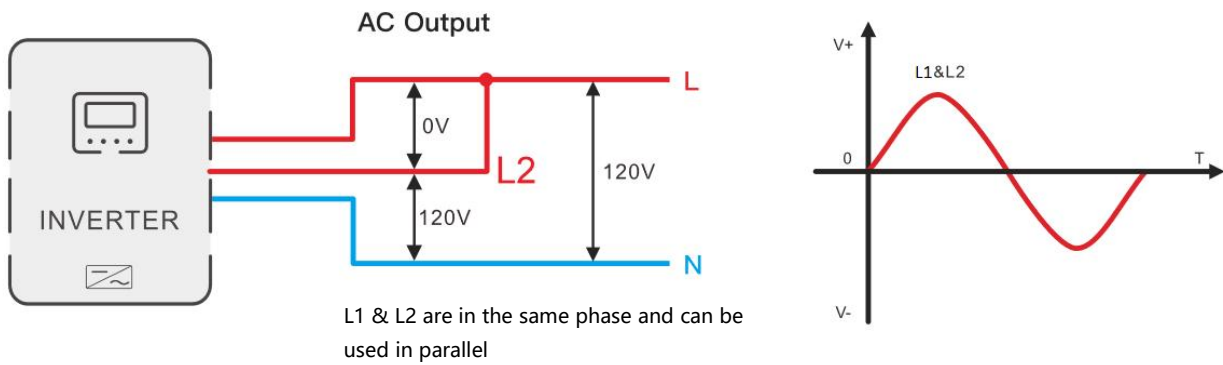 AC Output
INVERTER
L
0V
L2
120V
120V
N
L1 & L2 are in the same phase and can be
used in parallel
V+
L1&L2
0
T
V-